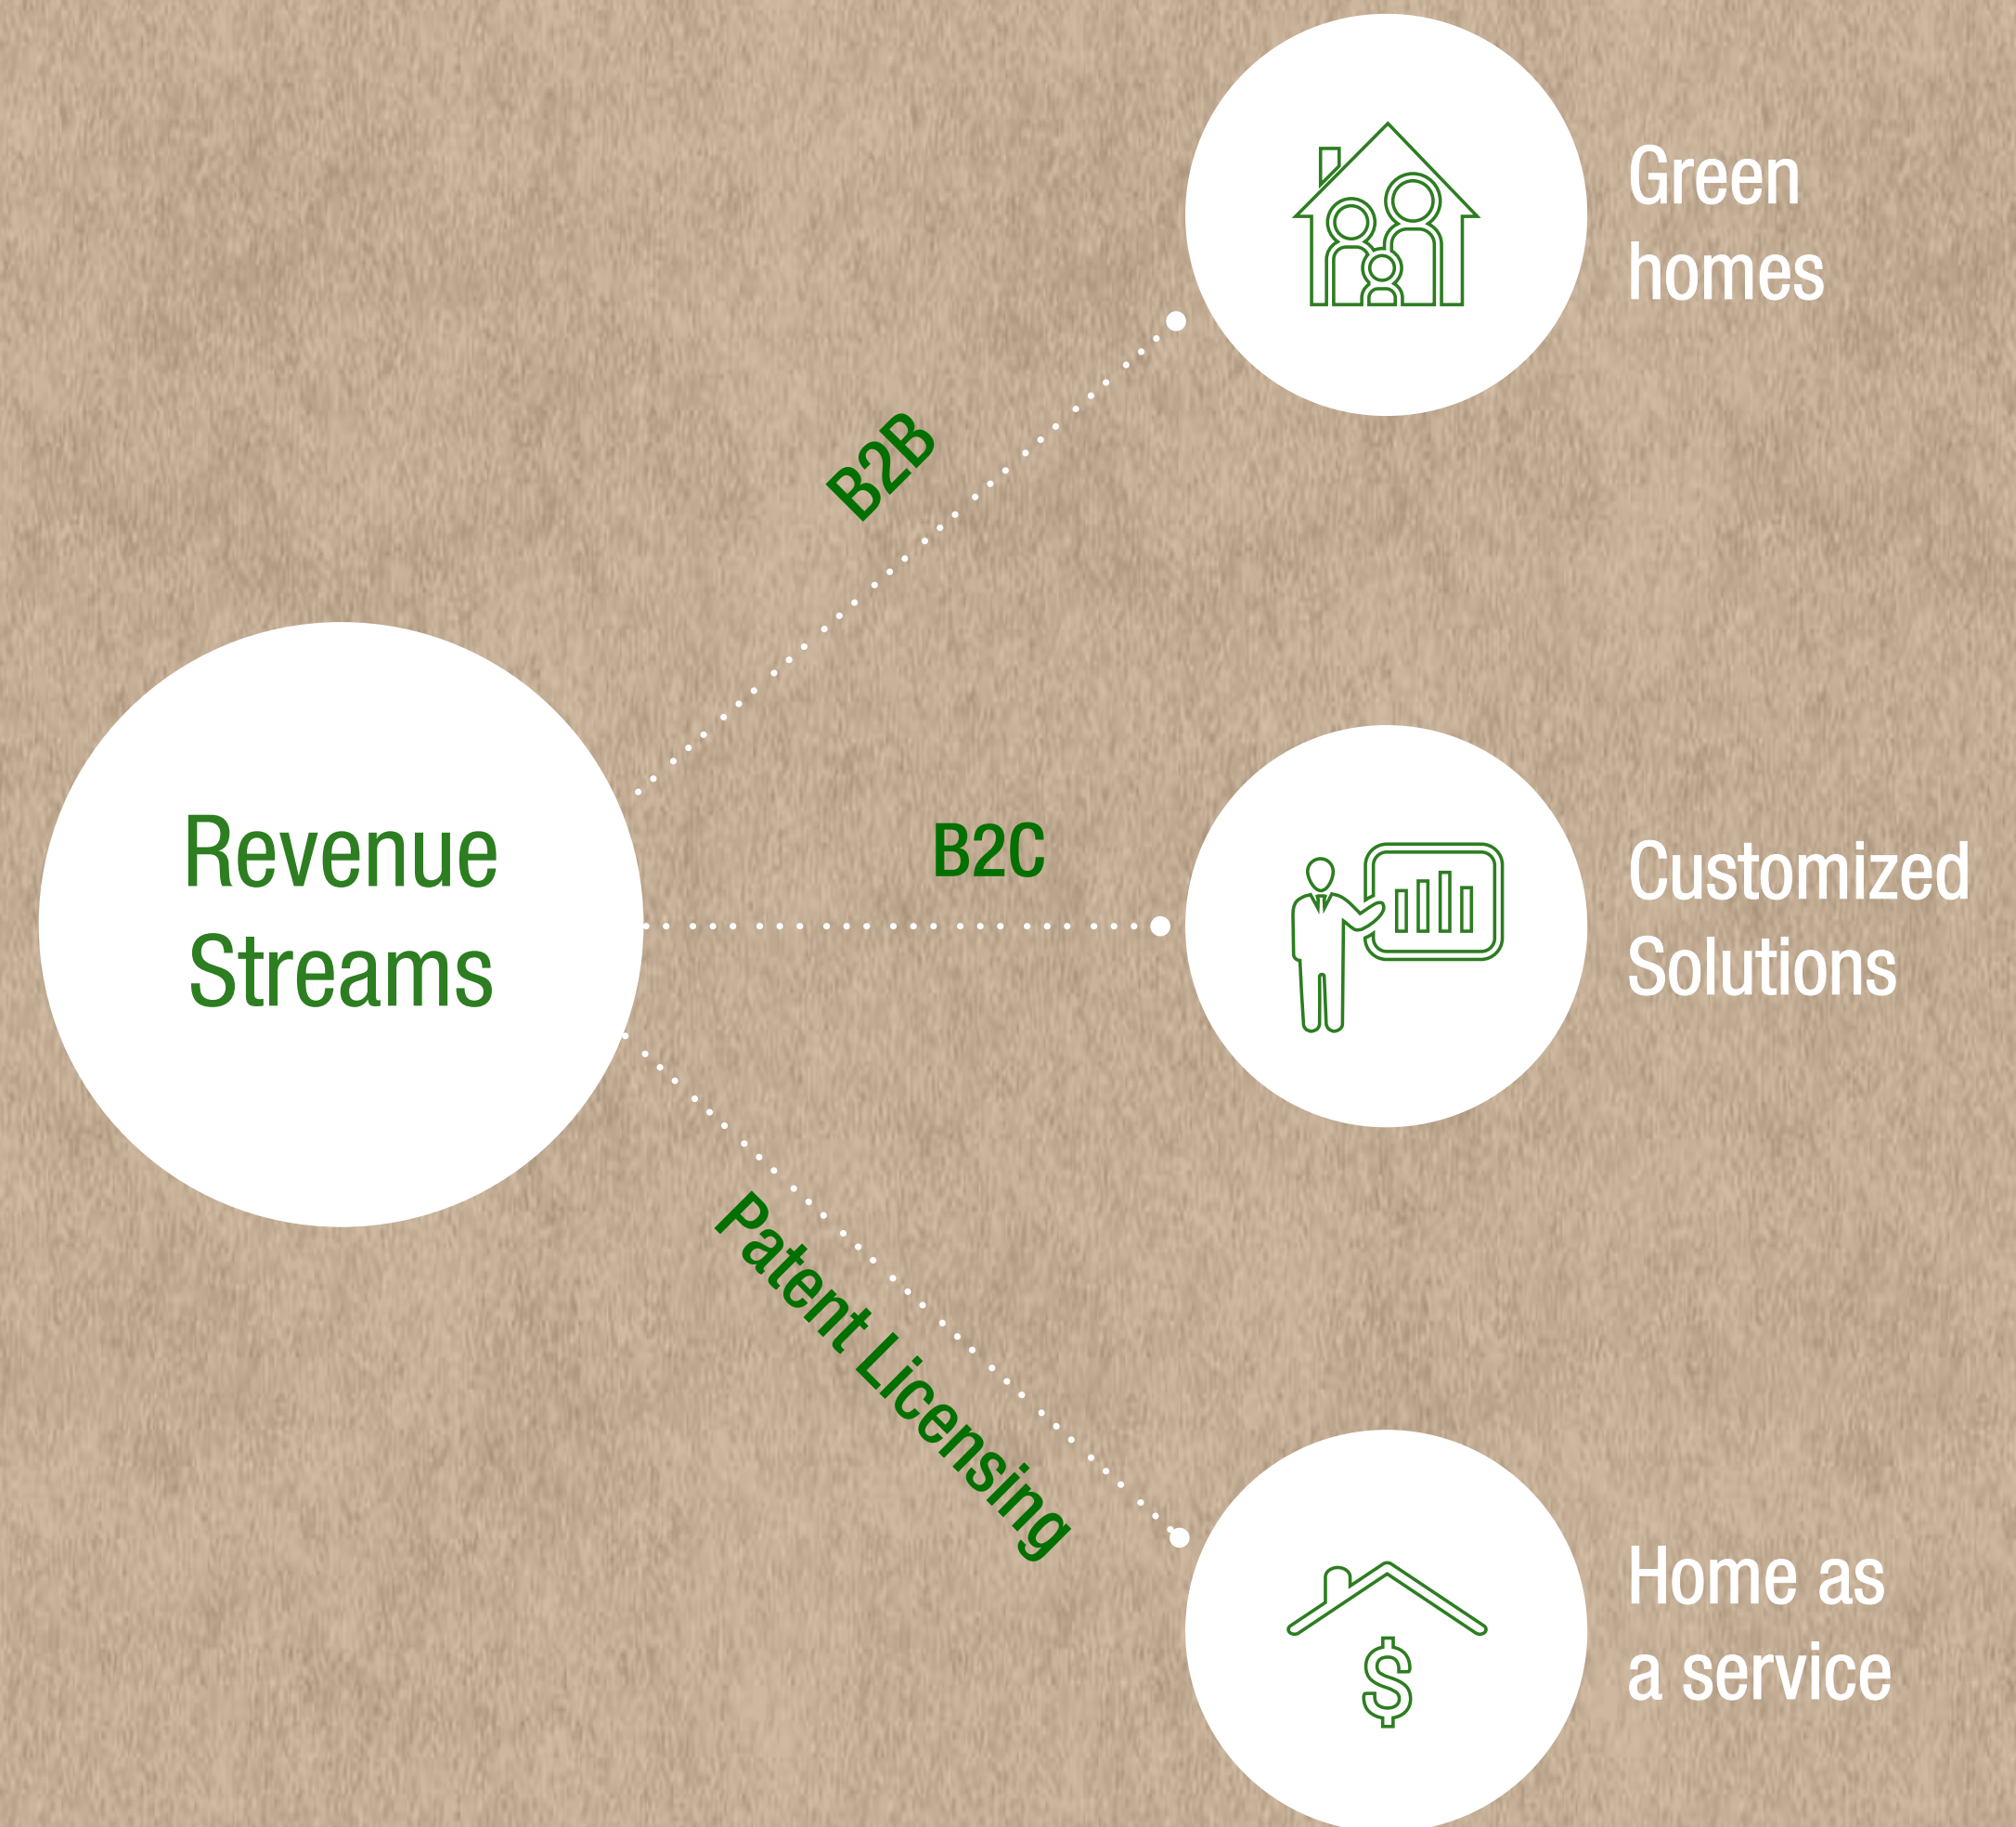 Revenue
Streams
B2B
Green
homes
B2C
Customized
Solutions
Patent Licensing
Home as
a service
$